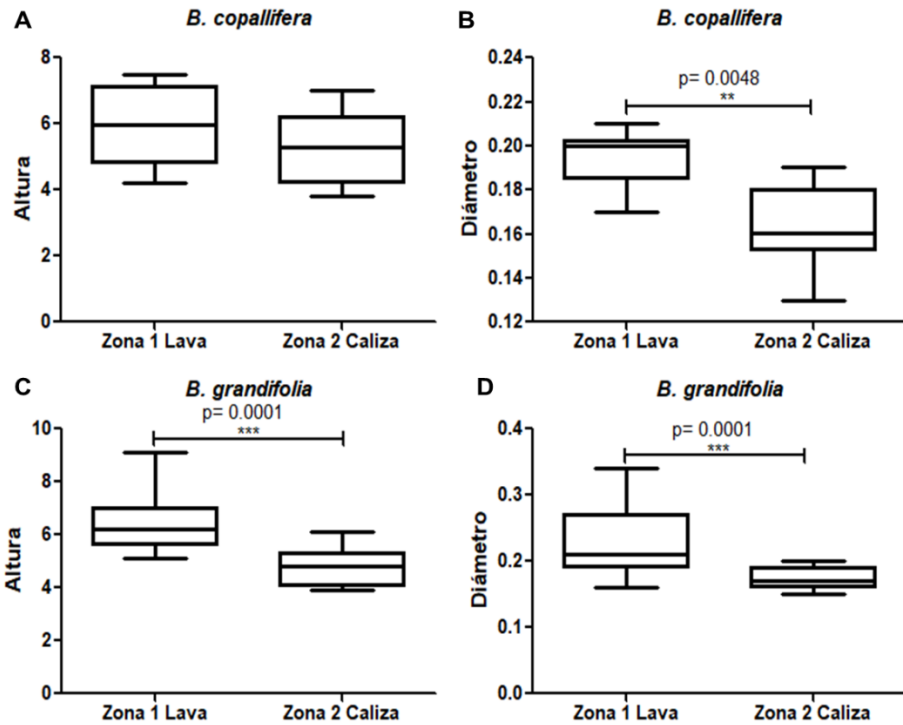 A
B. copallifera
8
6
4
2
0
Altura
Zona 1 Lava
Zona 2 Caliza
B
B. copallifera
p= 0.0048
**
0.24
0.22
0.20
0.18
0.16
0.14
0.12
Diámetro
Zona 1 Lava
Zona 2 Caliza
C
B. grandifolia
p= 0.0001
***
10
8
6
4
2
0
Altura
Zona 1 Lava
Zona 2 Caliza
D
B. grandifolia
p= 0.0001
***
0.4
0.3
0.2
0.1
0.0
Diámetro
Zona 1 Lava
Zona 2 Caliza